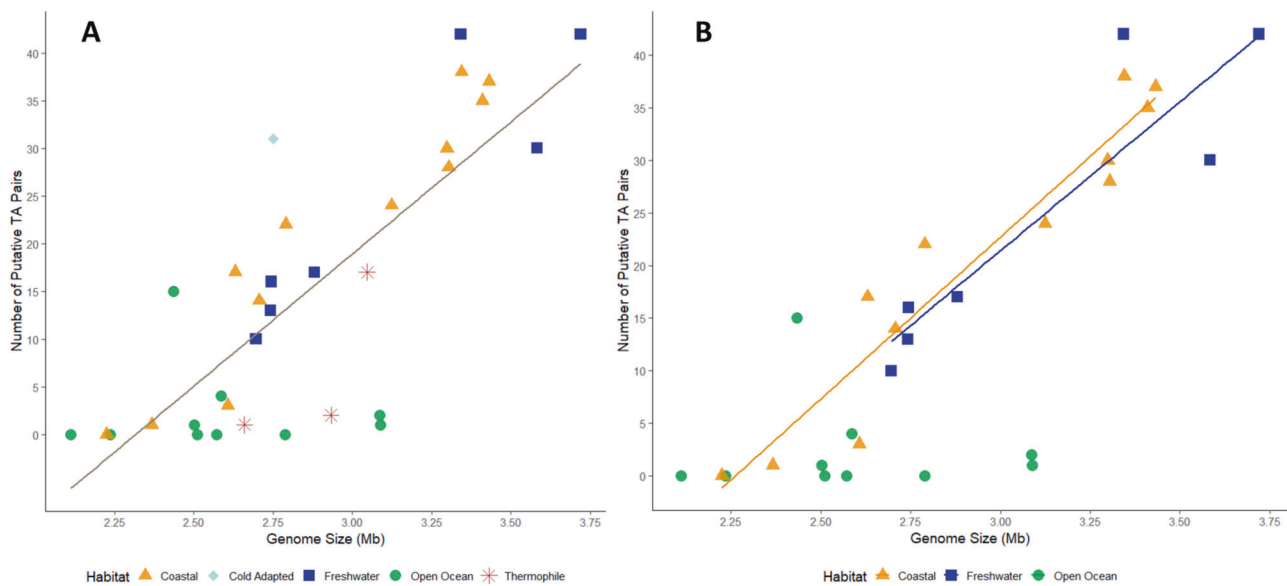 A
Number of Putative TA Pairs
40
35
30
25
20
15
10
5
0
2.25 2.50 2.75 3.00 3.25 3.50 3.75
Genome Size (Mb)
Habitat Coastal Cold Adapted Freshwater Open Ocean Thermophile
B
Number of Putative TA Pairs
40
35
30
25
20
15
10
5
0
2.25 2.50 2.75 3.00 3.25 3.50 3.75
Genome Size (Mb)
Habitat Coastal Freshwater Open Ocean